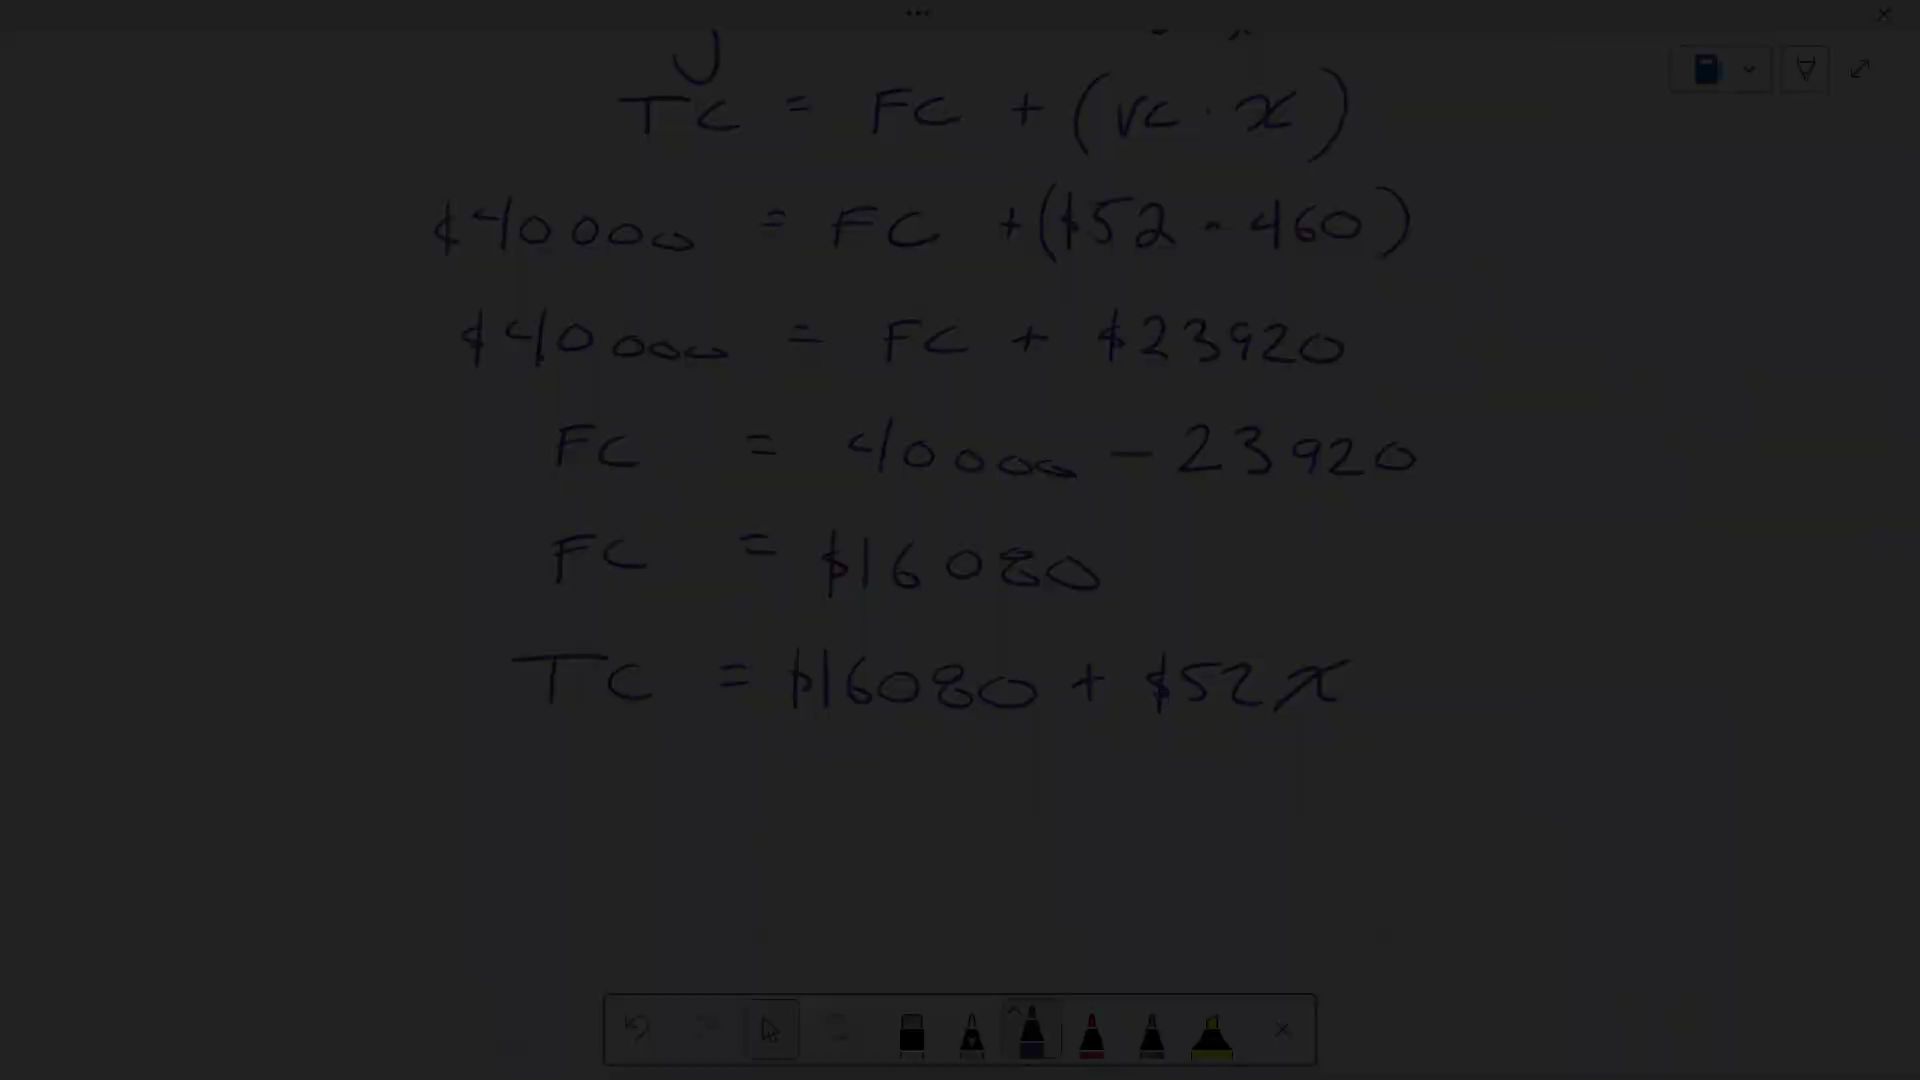 TC = FC + (VC · x)
$40000 = FC + ($52 · 460)
$40000 = FC + $23920
FC = 40000 - 23920
FC = $16080
TC = $16080 + $52x